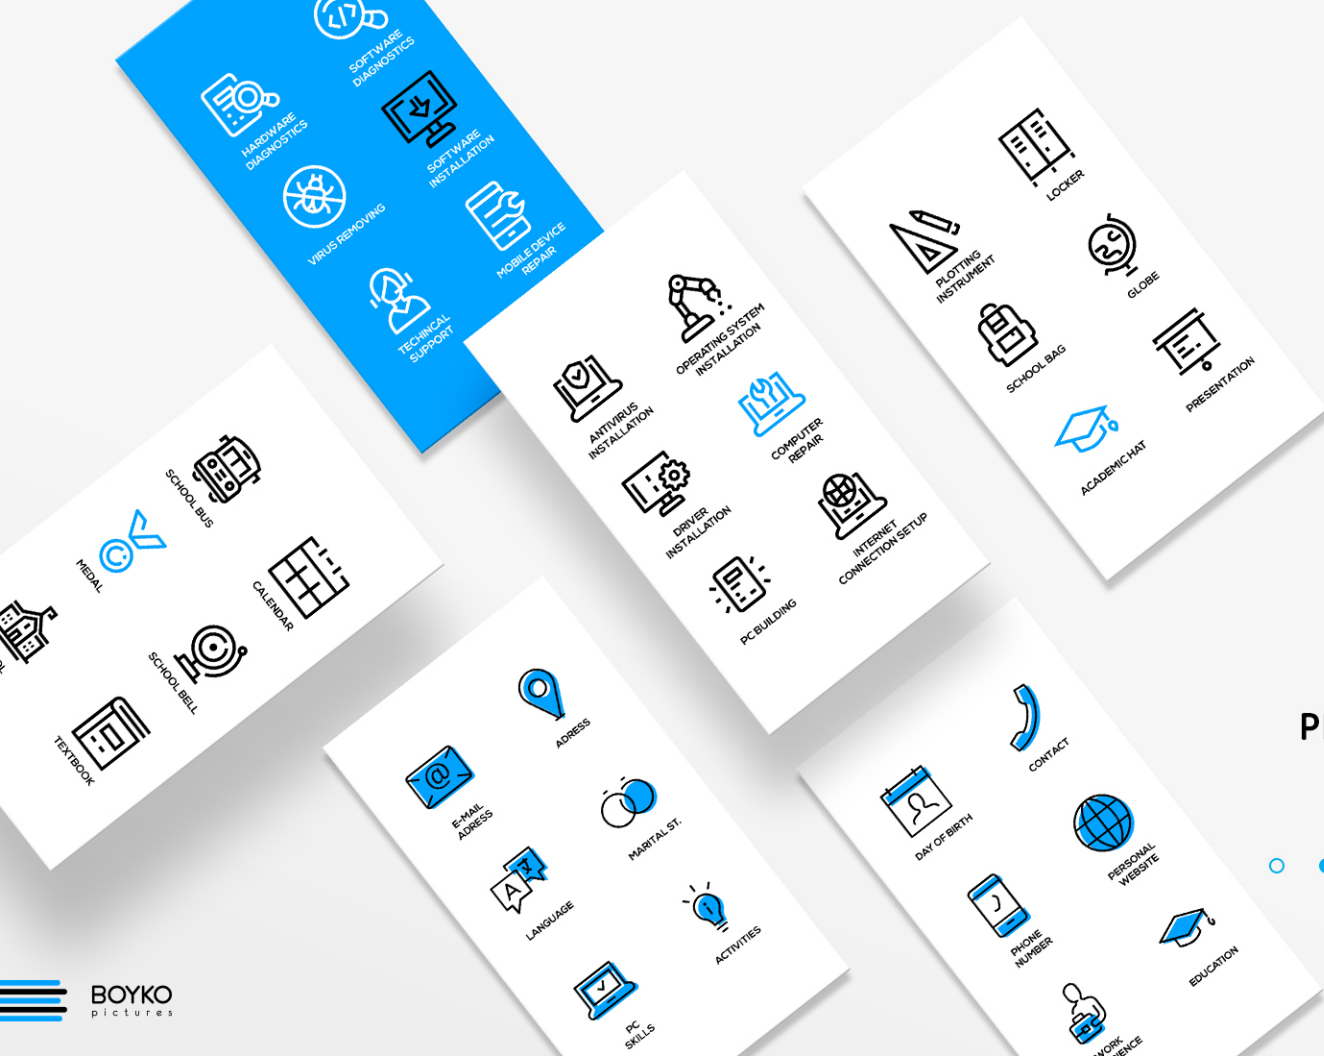 SOFTWARE
DIAGNOSTICS
HARDWARE
DIAGNOSTICS
SOFTWARE
INSTALLATION
VIRUS REMOVING
MOBILE DEVICE
REPAIR
TECHINCAL
SUPPORT
OPERATING SYSTEM
INSTALLATION
ANTIVIRUS
INSTALLATION
COMPUTER
REPAIR
DRIVER
INSTALLATION
INTERNET
CONNECTION SETUP
PC BUILDING
LOCKER
PLOTTING
INSTRUMENT
GLOBE
SCHOOL BAG
PRESENTATION
ACADEMIC HAT
SCHOOL BUS
MEDAL
CALENDAR
SCHOOL BELL
TEXTBOOK
ADRESS
E-MAIL
ADRESS
MARITAL ST.
LANGUAGE
ACTIVITIES
PC
SKILLS
CONTACT
DAY OF BIRTH
PERSONAL
WEBSITE
PHONE
NUMBER
EDUCATION
WORK
BOYKO
pictures